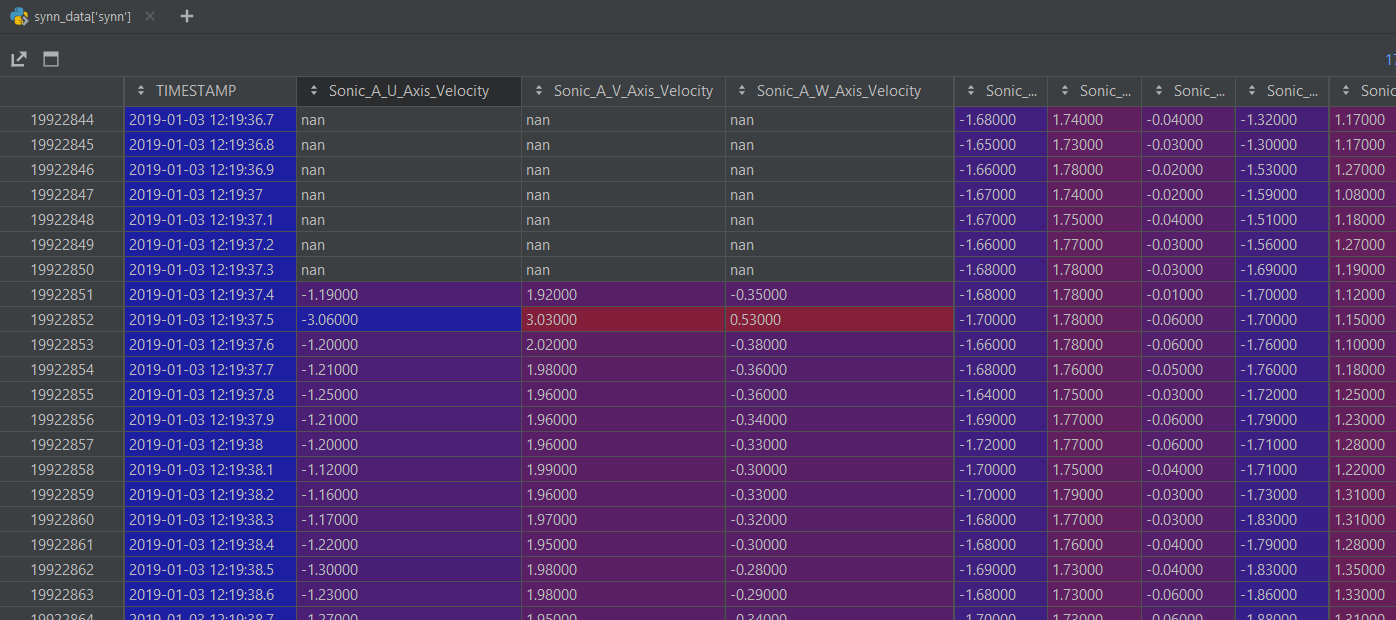 synn_data['synn']
17
TIMESTAMP Sonic_A_U_Axis_Velocity Sonic_A_V_Axis_Velocity Sonic_A_W_Axis_Velocity Sonic_... Sonic_... Sonic_... Sonic_... Sonic
19922844 2019-01-03 12:19:36.7 nan nan nan -1.68000 1.74000 -0.04000 -1.32000 1.17000
19922845 2019-01-03 12:19:36.8 nan nan nan -1.65000 1.73000 -0.03000 -1.30000 1.17000
19922846 2019-01-03 12:19:36.9 nan nan nan -1.66000 1.78000 -0.02000 -1.53000 1.27000
19922847 2019-01-03 12:19:37 nan nan nan -1.67000 1.74000 -0.02000 -1.59000 1.08000
19922848 2019-01-03 12:19:37.1 nan nan nan -1.67000 1.75000 -0.04000 -1.51000 1.18000
19922849 2019-01-03 12:19:37.2 nan nan nan -1.66000 1.77000 -0.03000 -1.56000 1.27000
19922850 2019-01-03 12:19:37.3 nan nan nan -1.68000 1.78000 -0.03000 -1.69000 1.19000
19922851 2019-01-03 12:19:37.4 -1.19000 1.92000 -0.35000 -1.68000 1.78000 -0.01000 -1.70000 1.12000
19922852 2019-01-03 12:19:37.5 -3.06000 3.03000 0.53000 -1.70000 1.78000 -0.06000 -1.70000 1.15000
19922853 2019-01-03 12:19:37.6 -1.20000 2.02000 -0.38000 -1.66000 1.78000 -0.06000 -1.76000 1.10000
19922854 2019-01-03 12:19:37.7 -1.21000 1.98000 -0.36000 -1.68000 1.76000 -0.05000 -1.76000 1.18000
19922855 2019-01-03 12:19:37.8 -1.25000 1.96000 -0.36000 -1.64000 1.75000 -0.03000 -1.72000 1.25000
19922856 2019-01-03 12:19:37.9 -1.21000 1.96000 -0.34000 -1.69000 1.77000 -0.06000 -1.79000 1.23000
19922857 2019-01-03 12:19:38 -1.20000 1.96000 -0.33000 -1.72000 1.77000 -0.06000 -1.71000 1.28000
19922858 2019-01-03 12:19:38.1 -1.12000 1.99000 -0.30000 -1.70000 1.75000 -0.04000 -1.71000 1.22000
19922859 2019-01-03 12:19:38.2 -1.16000 1.96000 -0.33000 -1.70000 1.79000 -0.03000 -1.73000 1.31000
19922860 2019-01-03 12:19:38.3 -1.17000 1.97000 -0.32000 -1.68000 1.77000 -0.03000 -1.83000 1.31000
19922861 2019-01-03 12:19:38.4 -1.22000 1.95000 -0.30000 -1.68000 1.76000 -0.04000 -1.79000 1.28000
19922862 2019-01-03 12:19:38.5 -1.30000 1.98000 -0.28000 -1.69000 1.73000 -0.04000 -1.83000 1.35000
19922863 2019-01-03 12:19:38.6 -1.23000 1.98000 -0.29000 -1.68000 1.73000 -0.06000 -1.86000 1.33000
19922864 2019-01-03 12:19:38.7 -1.27000 1.95000 -0.34000 -1.70000 1.73000 -0.06000 -1.88000 1.31000